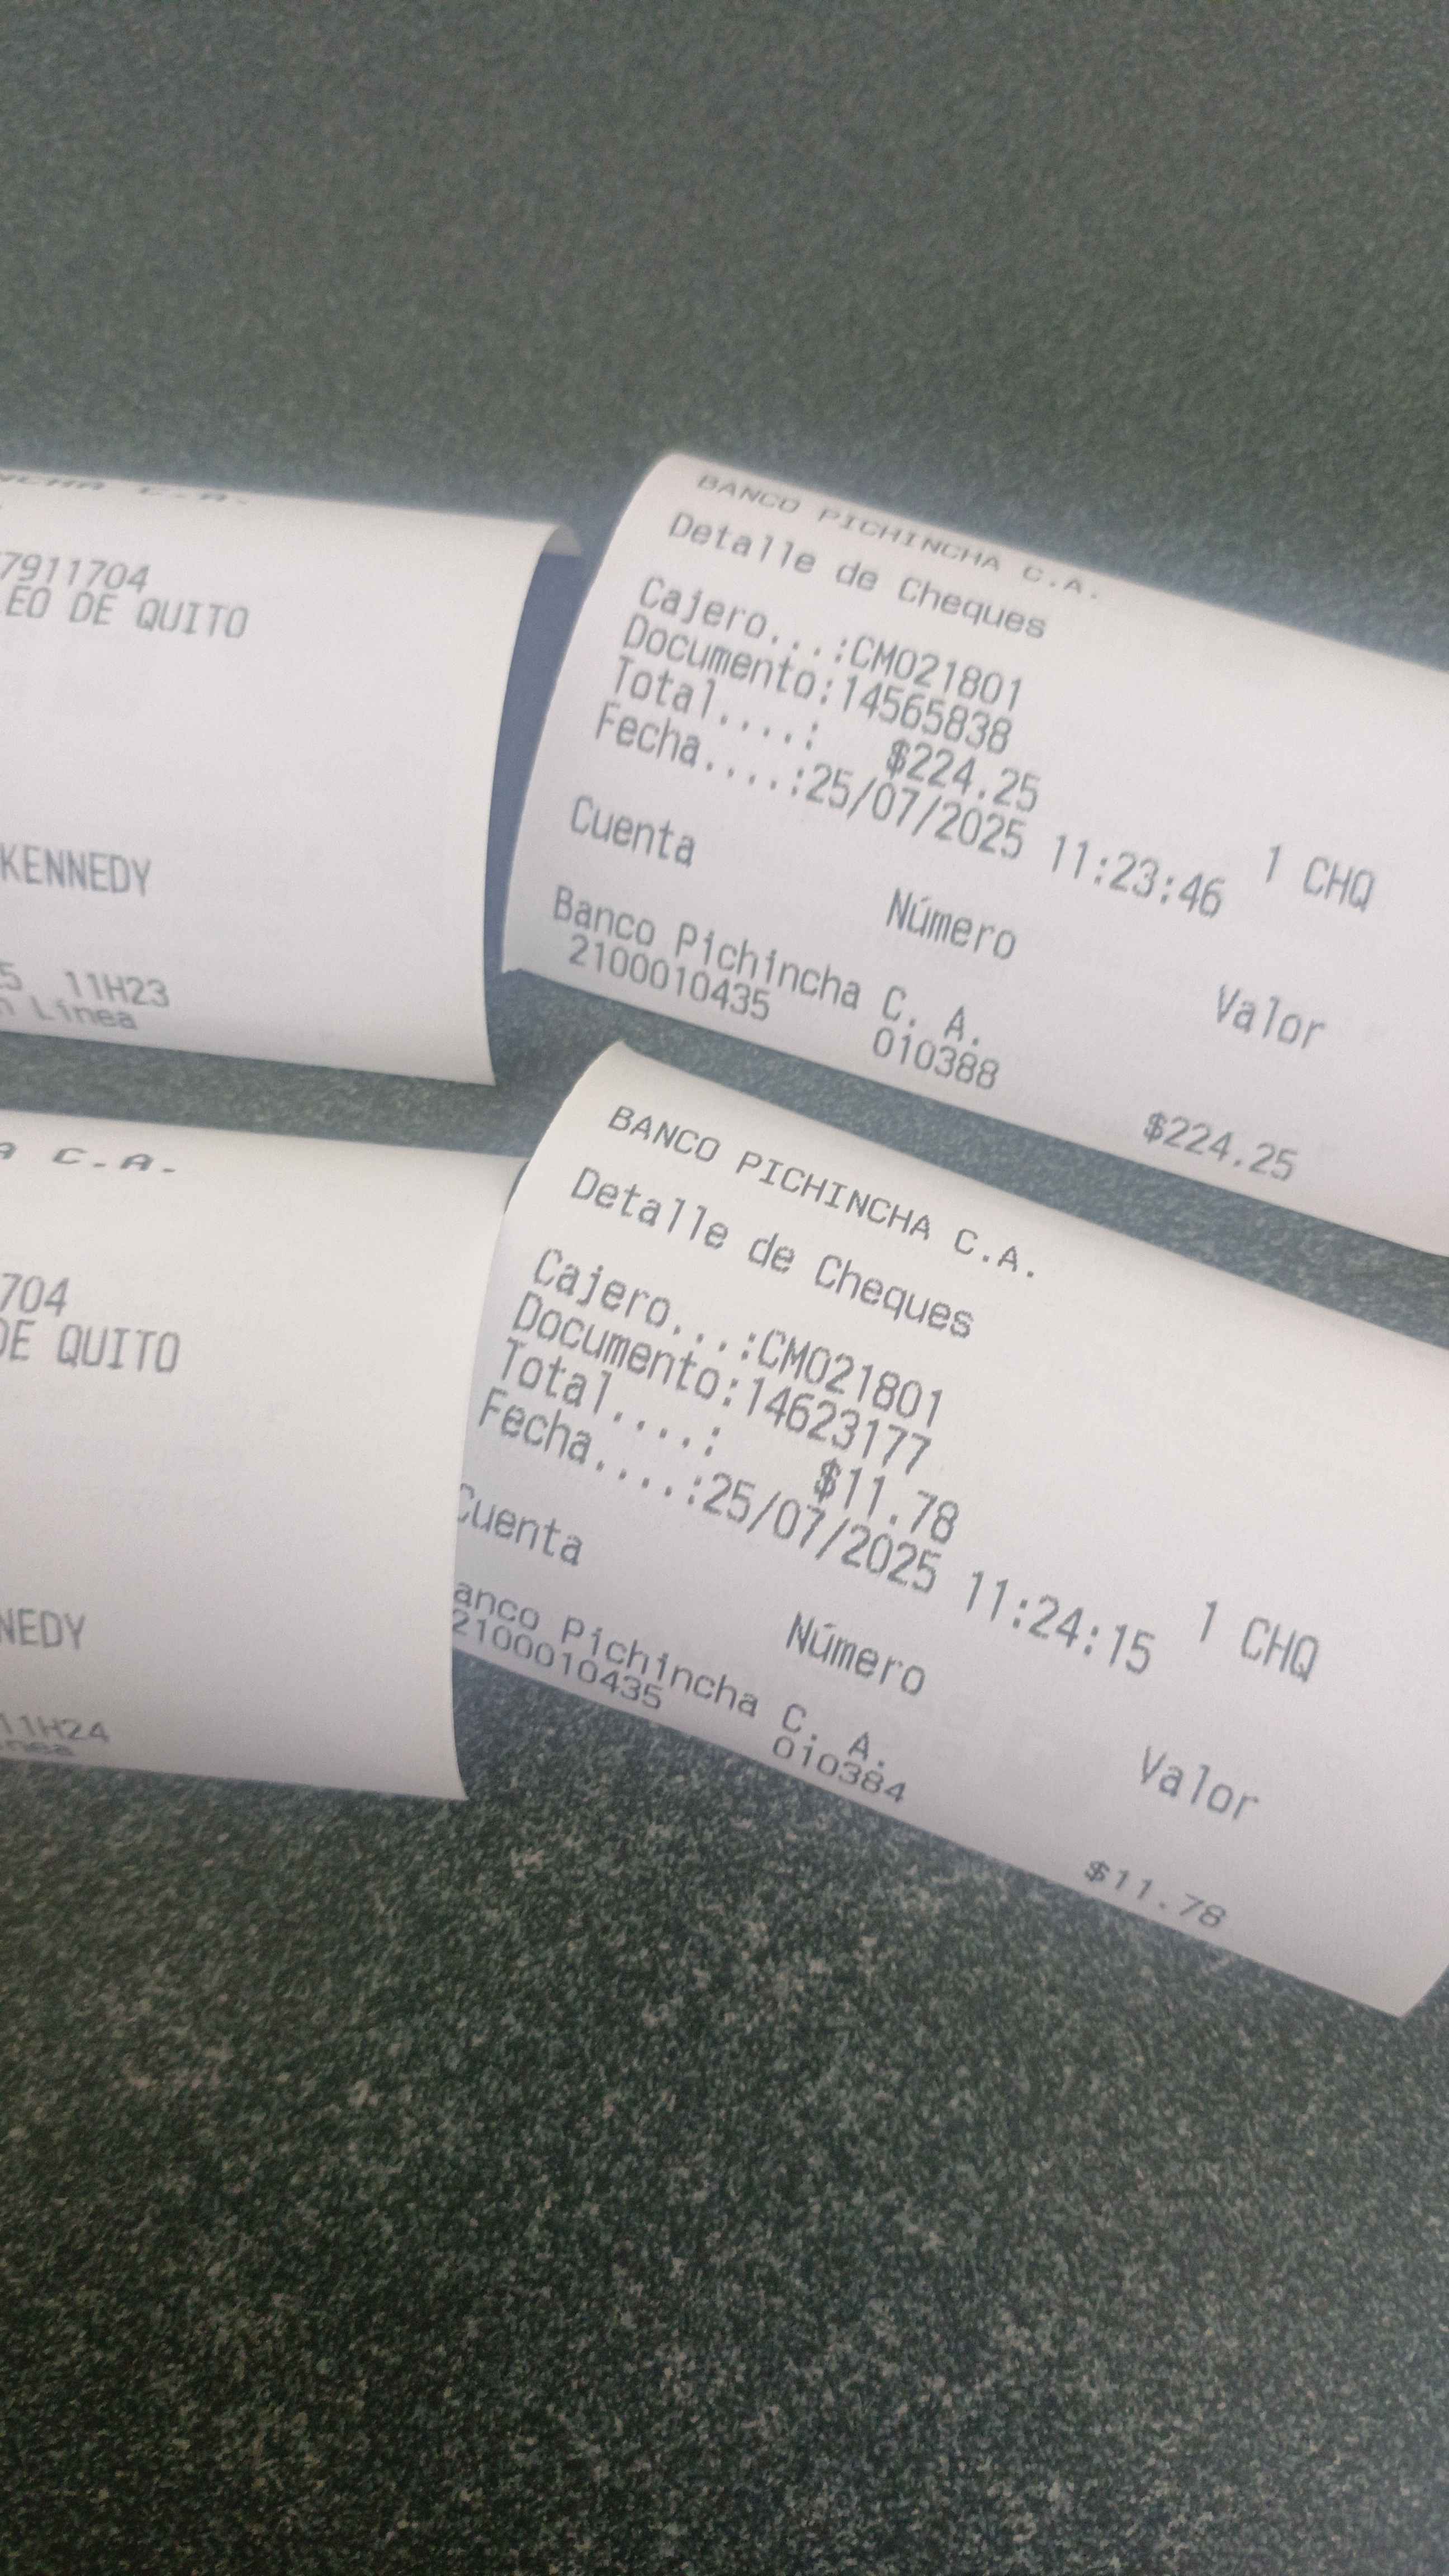 C.A.
7911704
EO DE QUITO
KENNEDY
5 11H23
n Línea
BANCO PICHINCHA C.A.
Detalle de Cheques
Cajero...:CM021801
Documento:14565838
Total....: $224.25 1 CHQ
Fecha....:25/07/2025 11:23:46
Cuenta Número Valor
Banco Pichincha C. A.
2100010435 010388 $224.25
A C.A.
704
DE QUITO
NEDY
11H24
nea
BANCO PICHINCHA C.A.
Detalle de Cheques
Cajero...:CM021801
Documento:14623177
Total....: $11.78 1 CHQ
Fecha....:25/07/2025 11:24:15
Cuenta Número Valor
anco Pichincha C. A.
2100010435 010384 $11.78